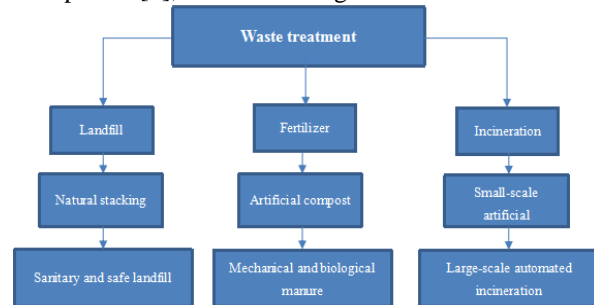 Waste treatment
Landfill
Fertilizer
Incineration
Natural stacking
Artificial compost
Small-scale
artificial
Sanitary and safe landfill
Mechanical and biological
manure
Large-scale automated
incineration